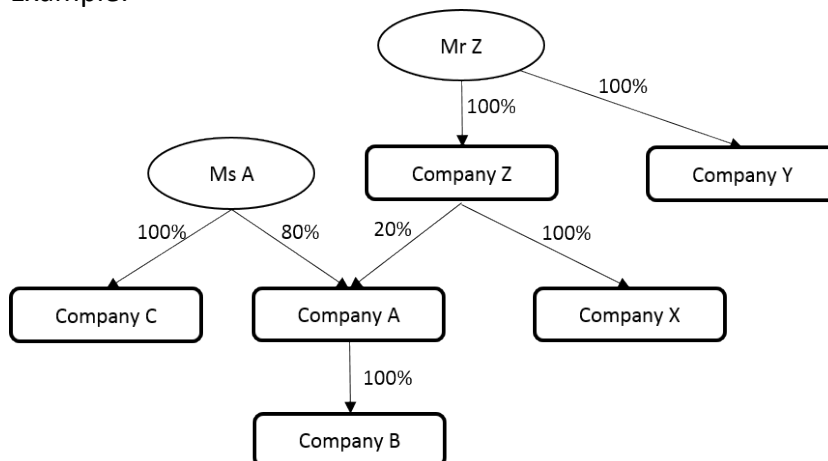 Example:
Mr Z
100%
100%
Ms A
Company Z
Company Y
100%
80%
20%
100%
Company C
Company A
Company X
100%
Company B